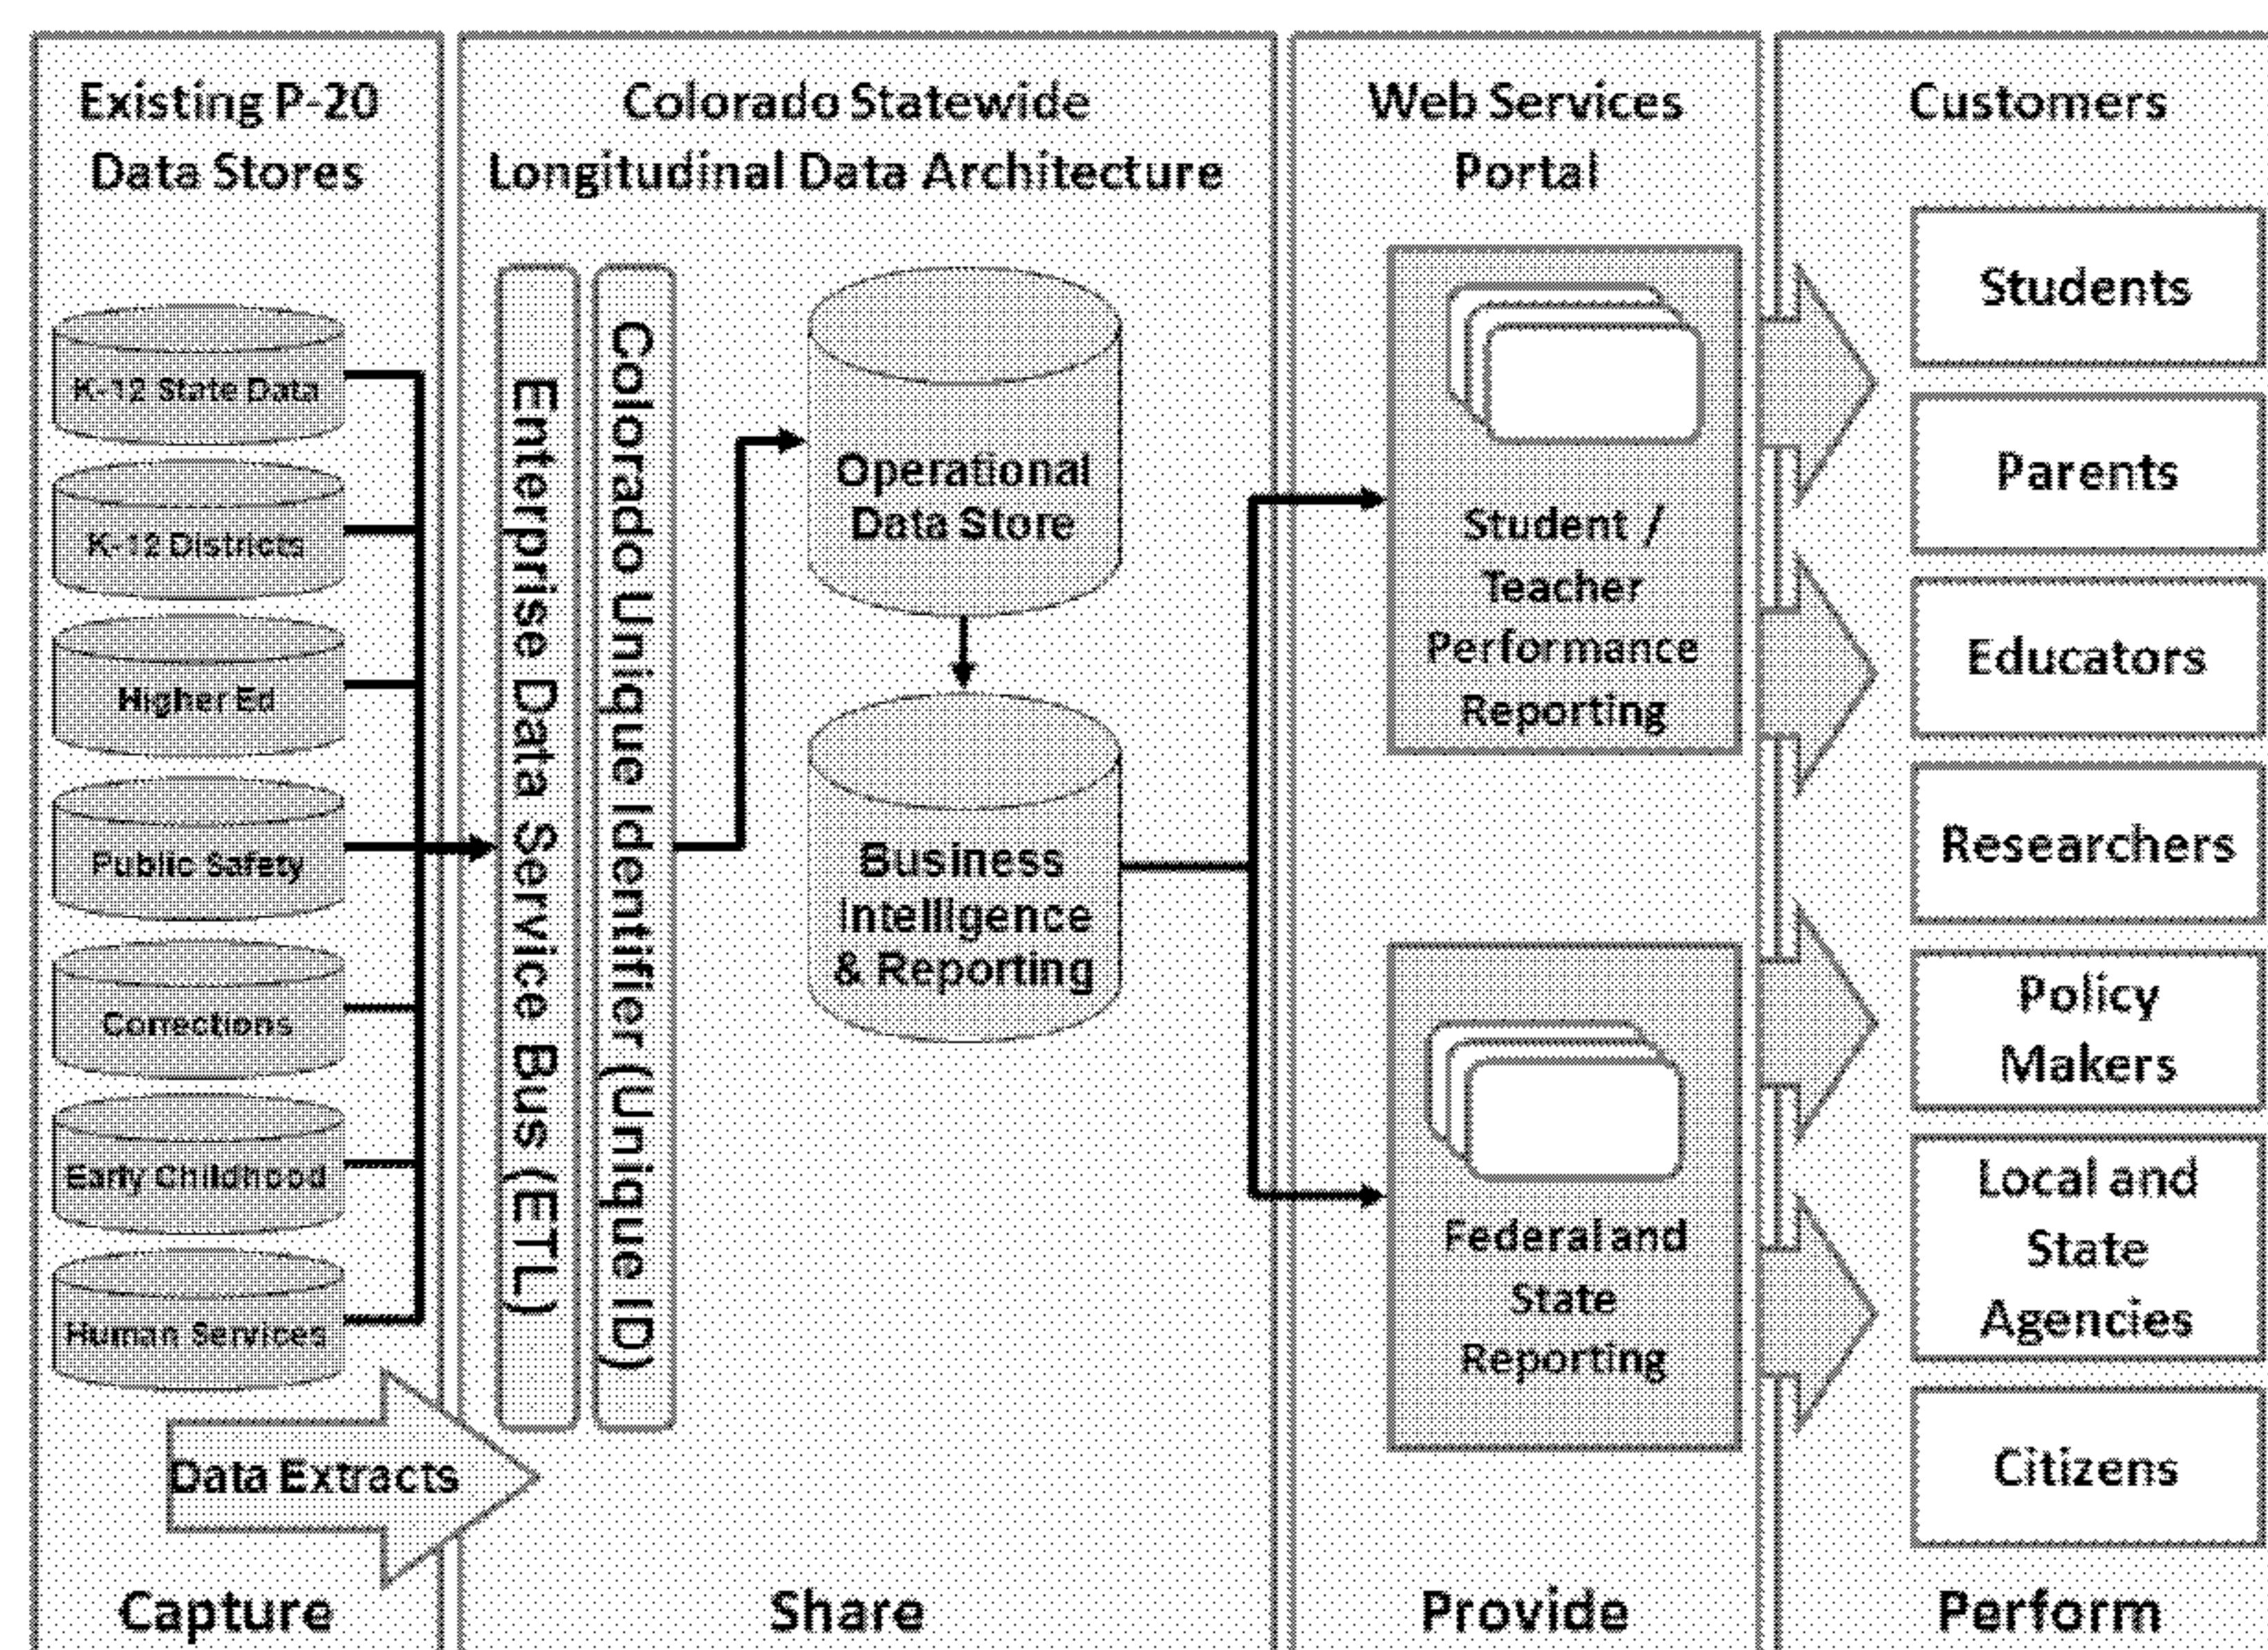 Existing P-20
Data Stores
K-12 State Data
K-12 Districts
Higher Ed
Public Safety
Corrections
Early Childhood
Human Services
Data Extracts
Capture
Colorado Statewide
Longitudinal Data Architecture
Enterprise Data Service Bus (ETL)
Colorado Unique Identifier (Unique ID)
Operational
Data Store
Business
Intelligence
& Reporting
Share
Web Services
Portal
Student /
Teacher
Performance
Reporting
Federal and
State
Reporting
Provide
Customers
Students
Parents
Educators
Researchers
Policy
Makers
Local and
State
Agencies
Citizens
Perform